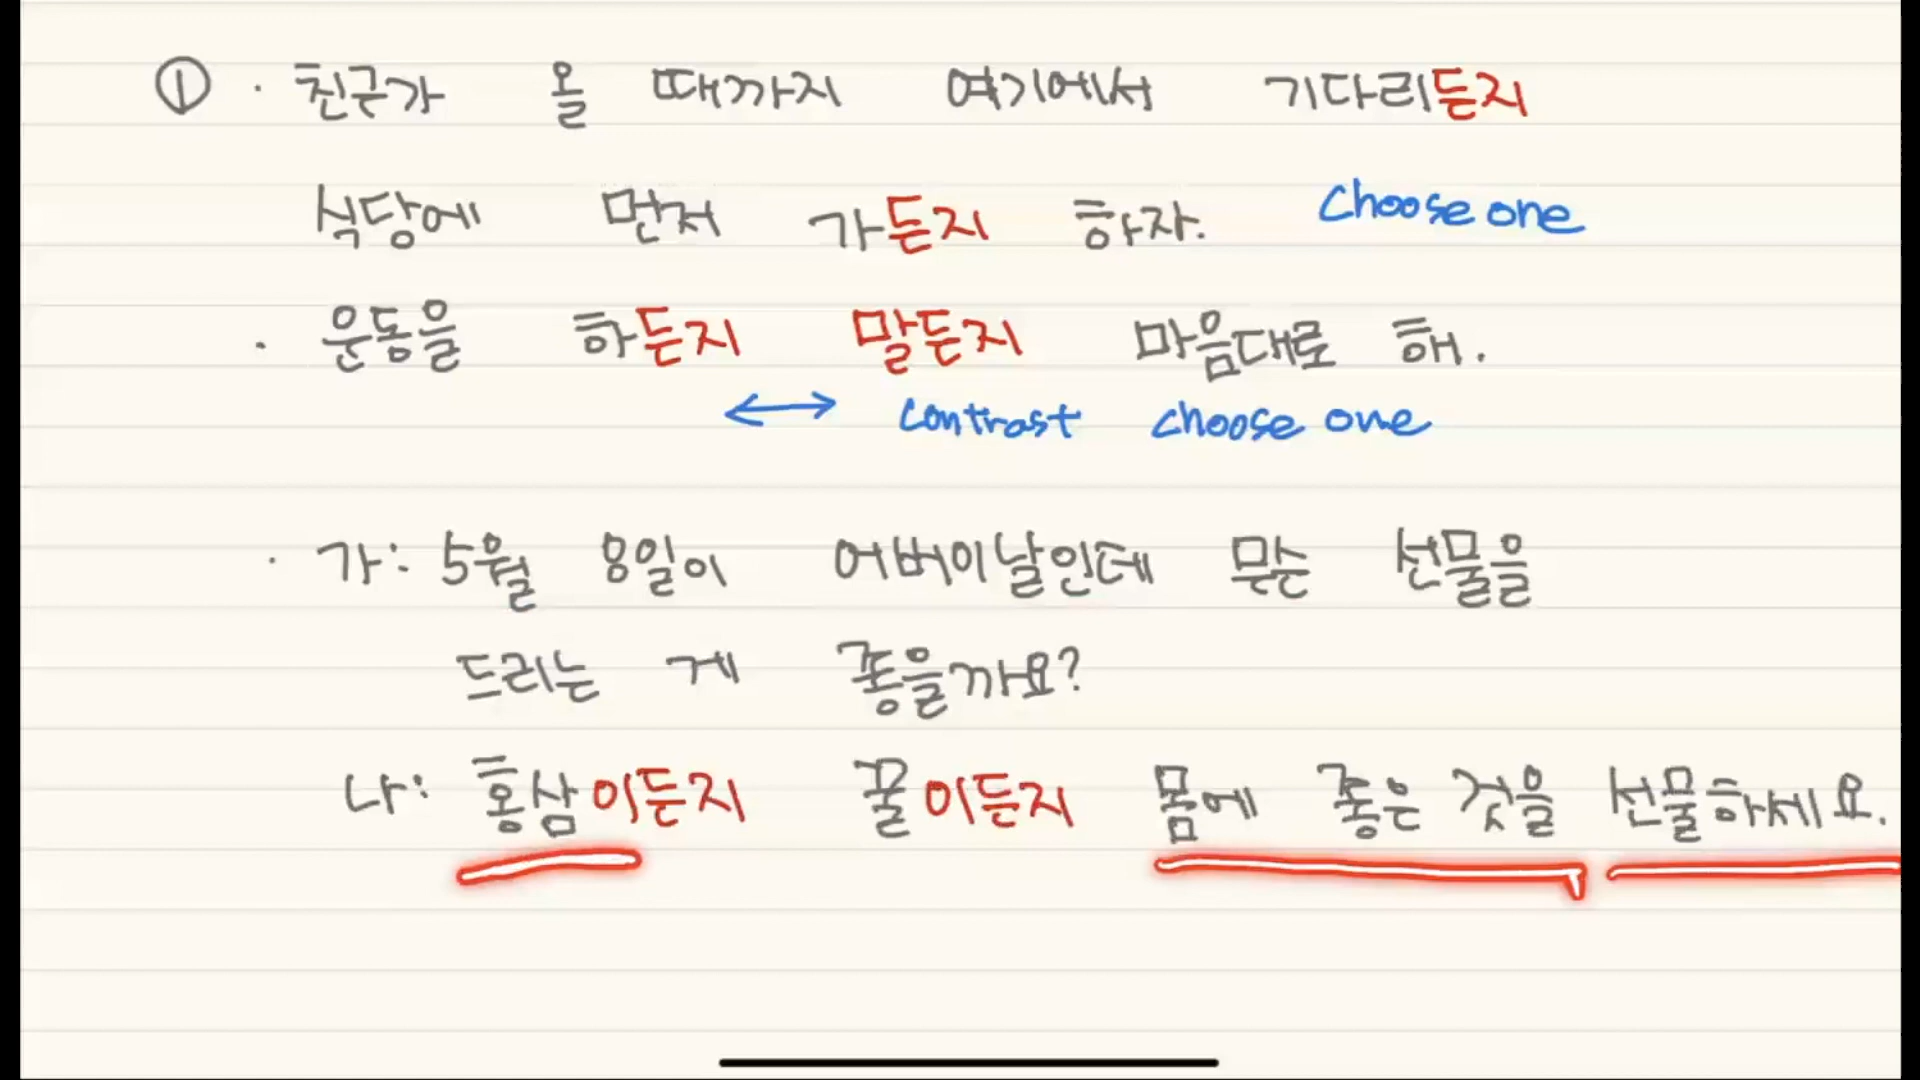 ① · 친구가 올 때까지 여기에서 기다리든지
식당에 먼저 가든지 하자. Choose one
· 운동을 하든지 말든지 마음대로 해.
↔ contrast choose one
· 가: 5월 8일이 어버이날인데 무슨 선물을
드리는 게 좋을까요?
나: 홍삼이든지 꿀이든지 몸에 좋은 것을 선물하세요.